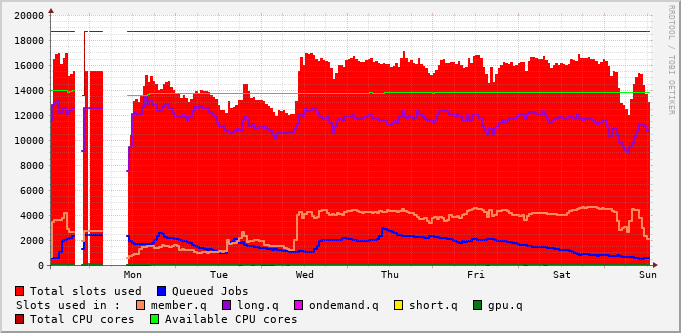 RRDTOOL / TOBI OETIKER
20000
18000
16000
14000
12000
10000
8000
6000
4000
2000
0
Mon Tue Wed Thu Fri Sat Sun
Total slots used Queued Jobs
Slots used in : member.q long.q ondemand.q short.q gpu.q
Total CPU cores Available CPU cores